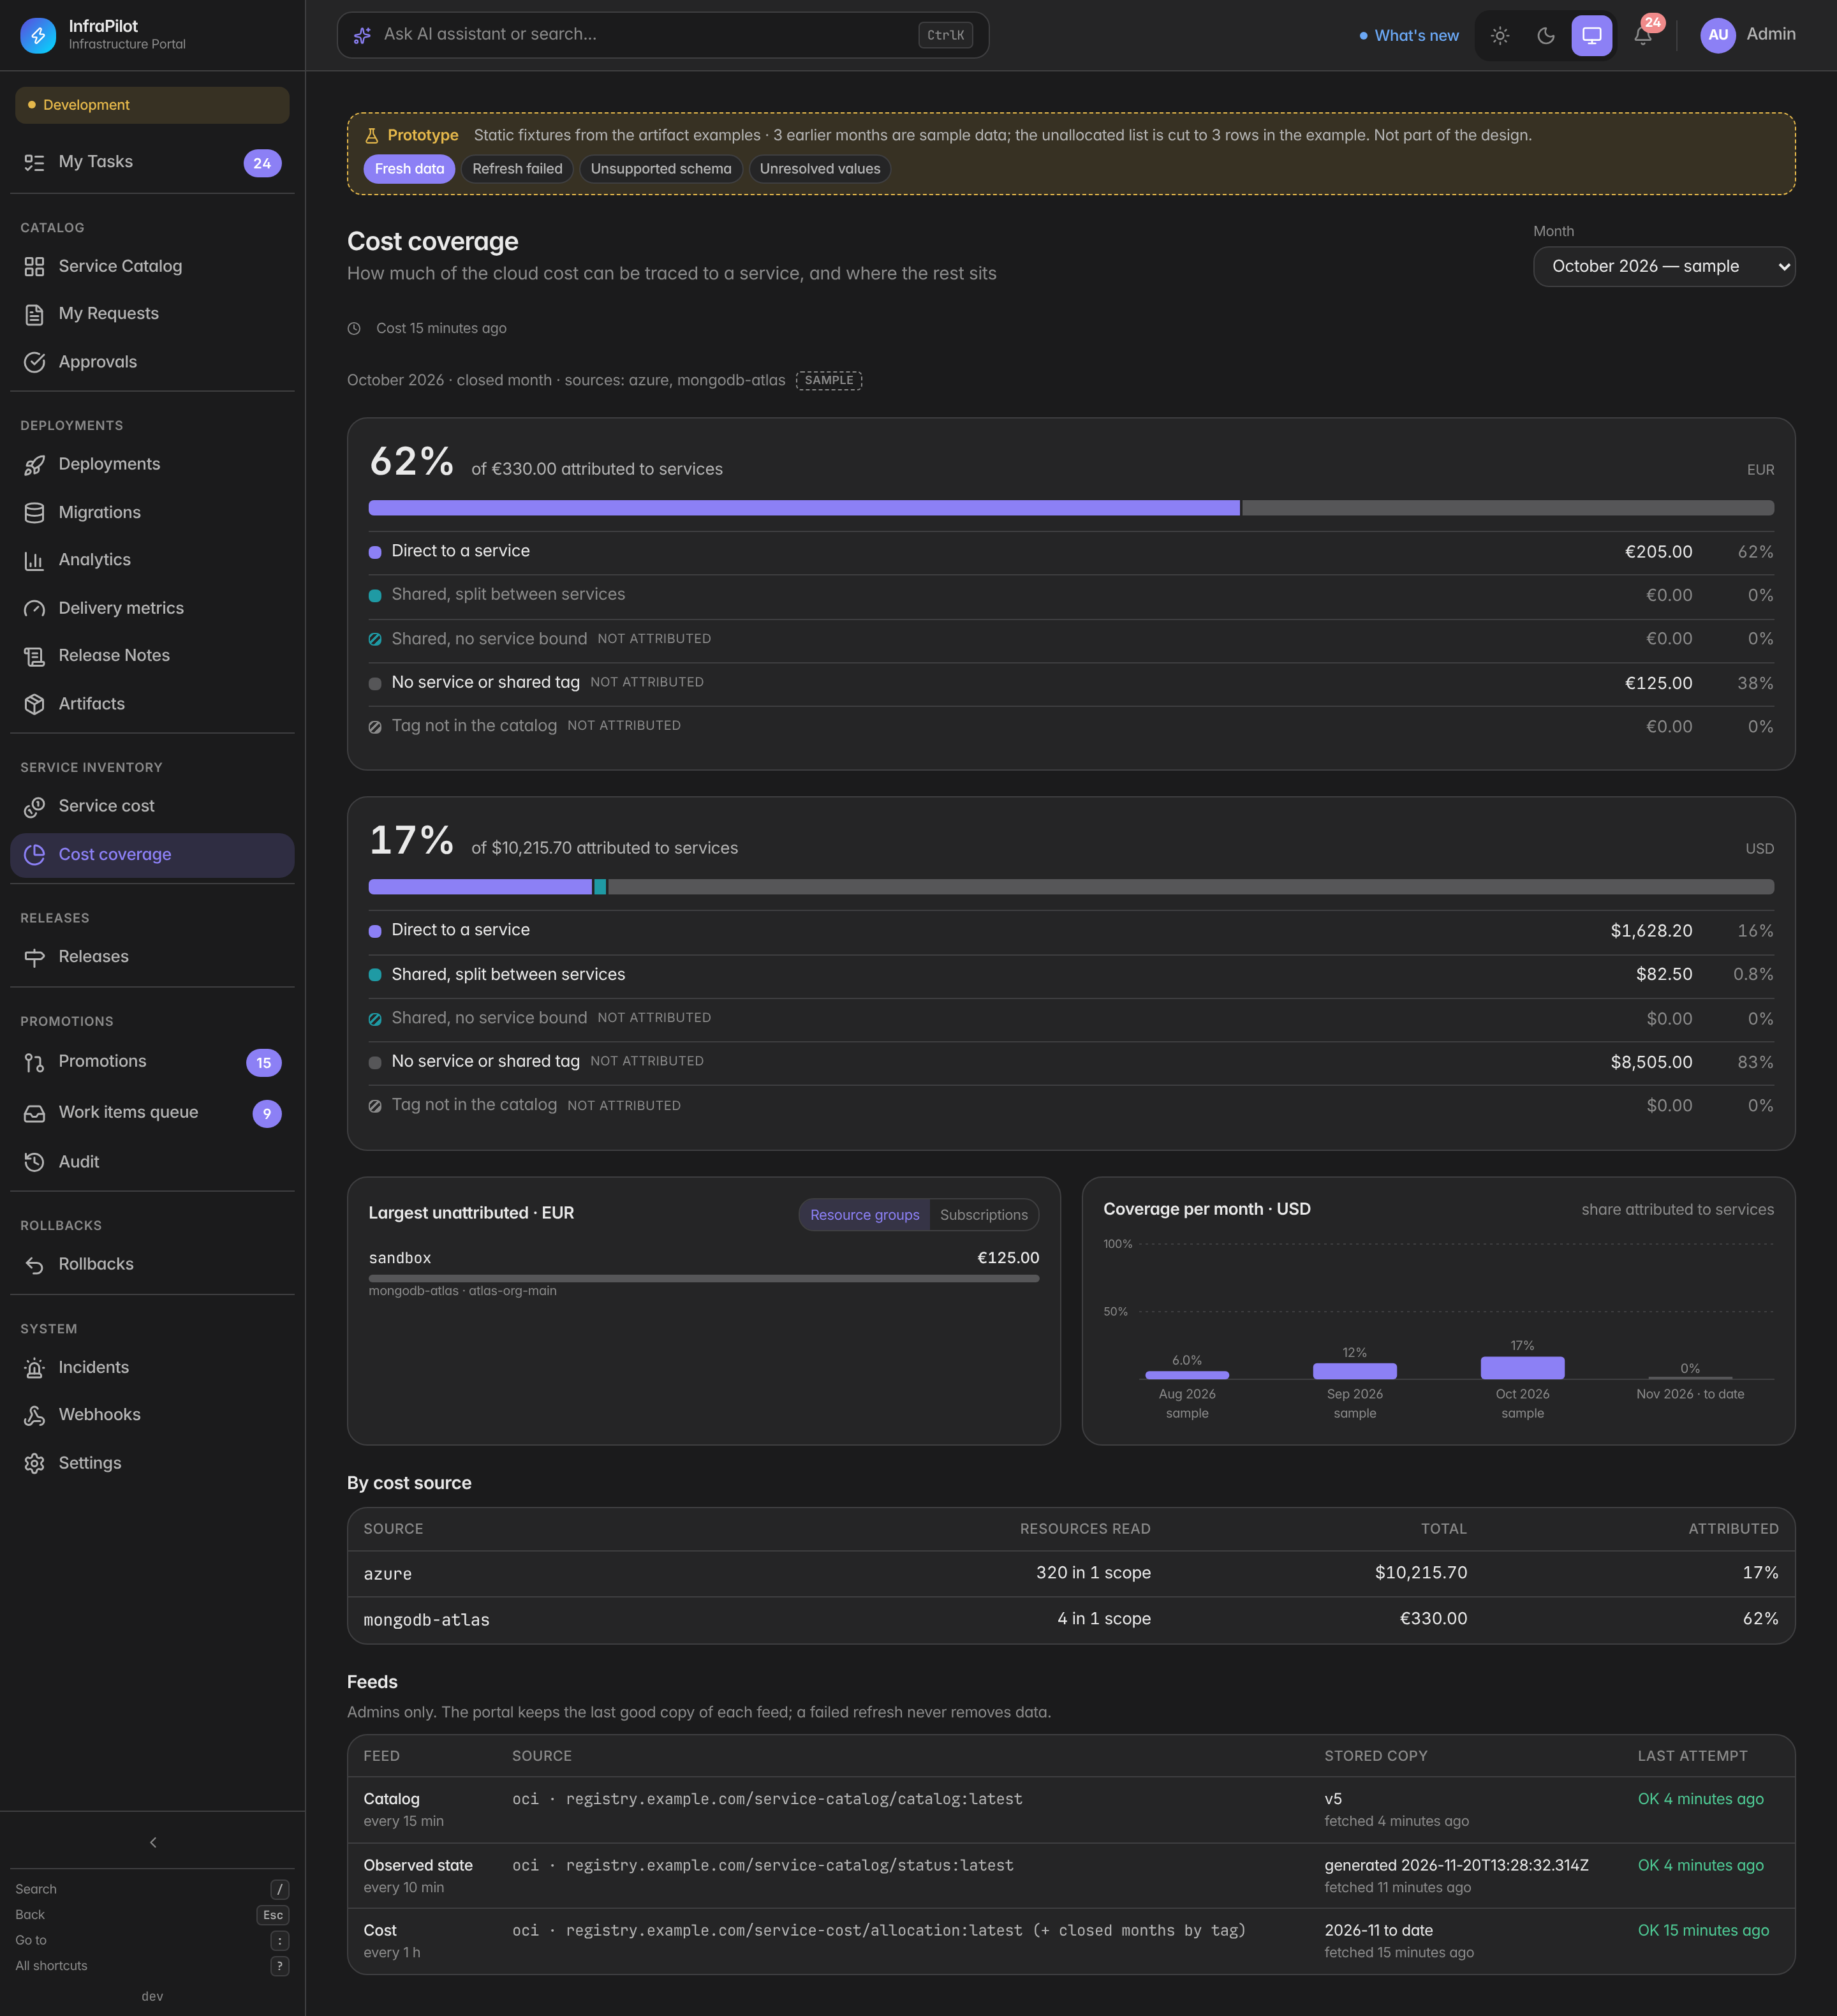 InfraPilot
Infrastructure Portal
Ask AI assistant or search...
CtrlK
What's new
24
AU
Admin
Development
My Tasks
24
CATALOG
Service Catalog
My Requests
Approvals
DEPLOYMENTS
Deployments
Migrations
Analytics
Delivery metrics
Release Notes
Artifacts
SERVICE INVENTORY
Service cost
Cost coverage
RELEASES
Releases
PROMOTIONS
Promotions
15
Work items queue
9
Audit
ROLLBACKS
Rollbacks
SYSTEM
Incidents
Webhooks
Settings
Search /
Back Esc
Go to :
All shortcuts ?
dev
Prototype Static fixtures from the artifact examples · 3 earlier months are sample data; the unallocated list is cut to 3 rows in the example. Not part of the design.
Fresh data Refresh failed Unsupported schema Unresolved values
Cost coverage
How much of the cloud cost can be traced to a service, and where the rest sits
Month
October 2026 — sample
Cost 15 minutes ago
October 2026 · closed month · sources: azure, mongodb-atlas SAMPLE
62% of €330.00 attributed to services EUR
Direct to a service €205.00 62%
Shared, split between services €0.00 0%
Shared, no service bound NOT ATTRIBUTED €0.00 0%
No service or shared tag NOT ATTRIBUTED €125.00 38%
Tag not in the catalog NOT ATTRIBUTED €0.00 0%
17% of $10,215.70 attributed to services USD
Direct to a service $1,628.20 16%
Shared, split between services $82.50 0.8%
Shared, no service bound NOT ATTRIBUTED $0.00 0%
No service or shared tag NOT ATTRIBUTED $8,505.00 83%
Tag not in the catalog NOT ATTRIBUTED $0.00 0%
Largest unattributed · EUR Resource groups Subscriptions
sandbox €125.00
mongodb-atlas · atlas-org-main
Coverage per month · USD share attributed to services
100%
50%
6.0% 12% 17% 0%
Aug 2026 Sep 2026 Oct 2026 Nov 2026 · to date
sample sample sample
By cost source
SOURCE RESOURCES READ TOTAL ATTRIBUTED
azure 320 in 1 scope $10,215.70 17%
mongodb-atlas 4 in 1 scope €330.00 62%
Feeds
Admins only. The portal keeps the last good copy of each feed; a failed refresh never removes data.
FEED SOURCE STORED COPY LAST ATTEMPT
Catalog oci · registry.example.com/service-catalog/catalog:latest v5 OK 4 minutes ago
every 15 min fetched 4 minutes ago
Observed state oci · registry.example.com/service-catalog/status:latest generated 2026-11-20T13:28:32.314Z OK 4 minutes ago
every 10 min fetched 11 minutes ago
Cost oci · registry.example.com/service-cost/allocation:latest (+ closed months by tag) 2026-11 to date OK 15 minutes ago
every 1 h fetched 15 minutes ago